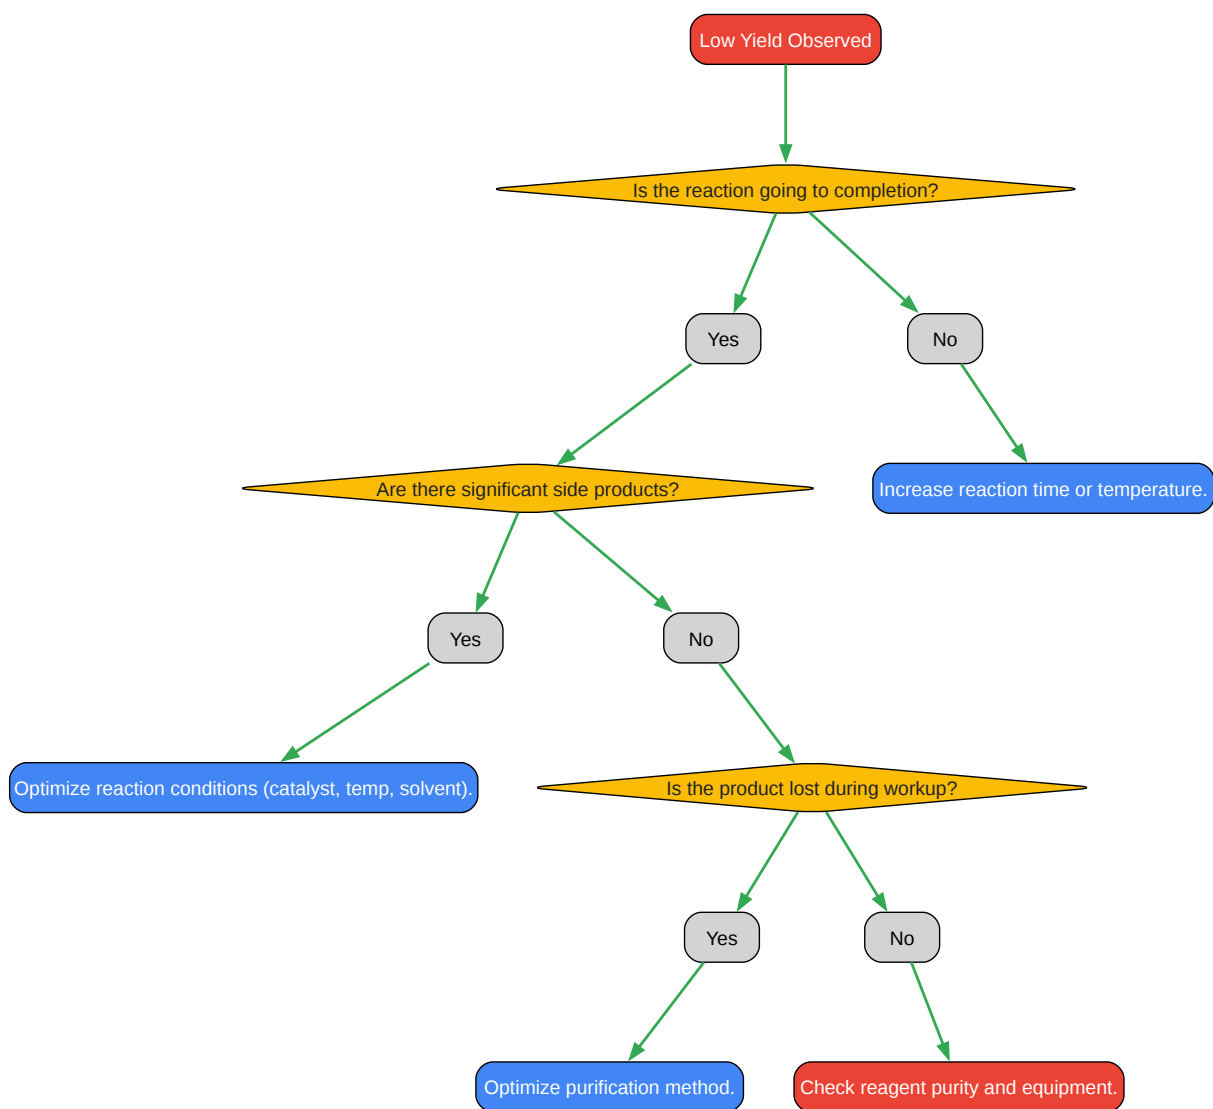 Low Yield Observed
Is the reaction going to completion?
Yes
No
Are there significant side products?
Increase reaction time or temperature.
Yes
No
Optimize reaction conditions (catalyst, temp, solvent).
Is the product lost during workup?
Yes
No
Optimize purification method.
Check reagent purity and equipment.